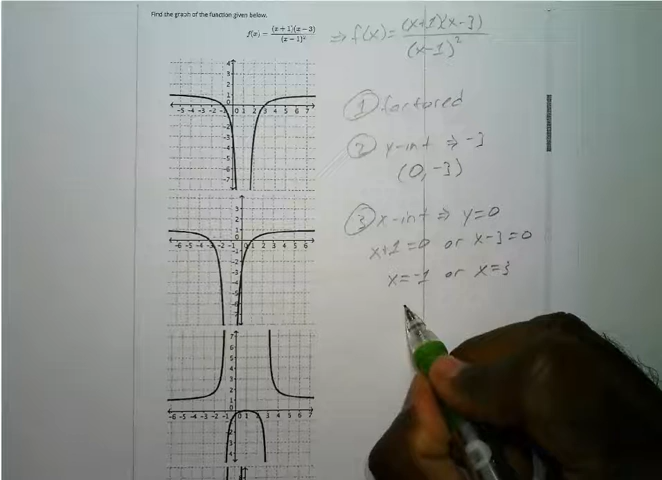 Find the graph of the function given below.
f(x) = (x+1)(x−3)/(x−1)²
⇒ f(x) = (x+1)(x-3)/(x-1)²
① factored
② y-int ⇒ -3
(0, -3)
③ x-int ⇒ y=0
x+1=0 or x-3=0
x=-1 or x=3